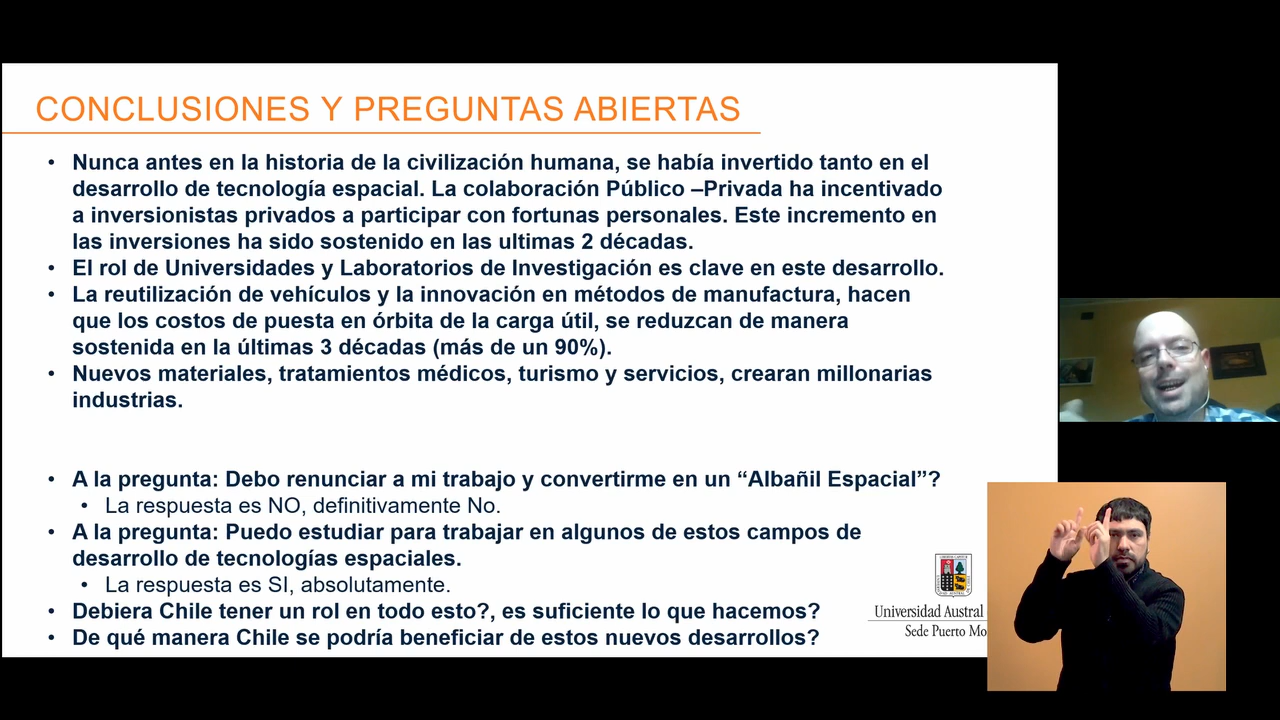 CONCLUSIONES Y PREGUNTAS ABIERTAS
• Nunca antes en la historia de la civilización humana, se había invertido tanto en el
desarrollo de tecnología espacial. La colaboración Público –Privada ha incentivado
a inversionistas privados a participar con fortunas personales. Este incremento en
las inversiones ha sido sostenido en las ultimas 2 décadas.
• El rol de Universidades y Laboratorios de Investigación es clave en este desarrollo.
• La reutilización de vehículos y la innovación en métodos de manufactura, hacen
que los costos de puesta en órbita de la carga útil, se reduzcan de manera
sostenida en la últimas 3 décadas (más de un 90%).
• Nuevos materiales, tratamientos médicos, turismo y servicios, crearan millonarias
industrias.
• A la pregunta: Debo renunciar a mi trabajo y convertirme en un “Albañil Espacial”?
• La respuesta es NO, definitivamente No.
• A la pregunta: Puedo estudiar para trabajar en algunos de estos campos de
desarrollo de tecnologías espaciales.
• La respuesta es SI, absolutamente.
• Debiera Chile tener un rol en todo esto?, es suficiente lo que hacemos?
• De qué manera Chile se podría beneficiar de estos nuevos desarrollos?
Universidad Austral
Sede Puerto Mo